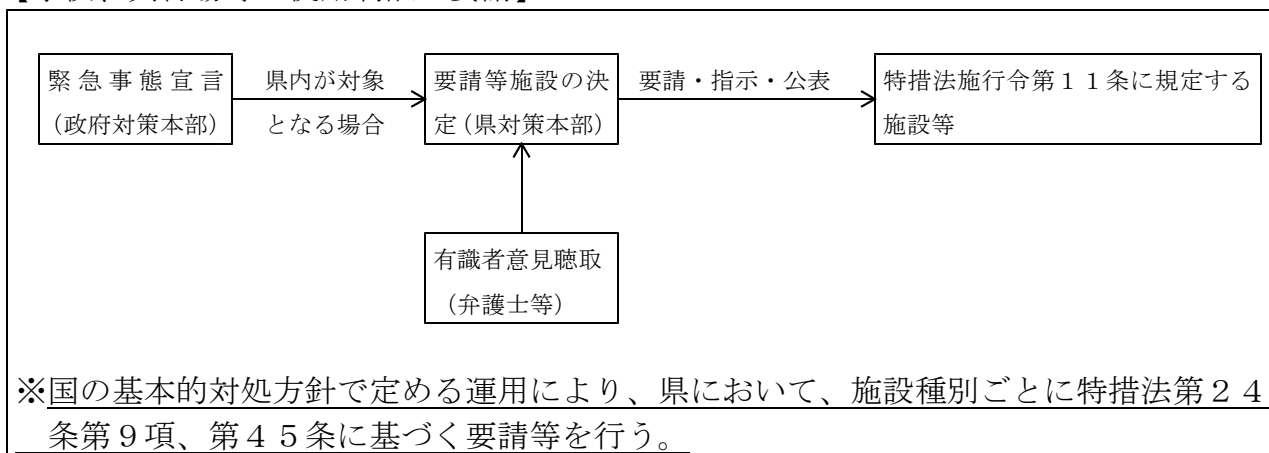 緊急事態宣言
（政府対策本部）
県内が対象
となる場合
要請等施設の決
定（県対策本部）
要請・指示・公表
特措法施行令第１１条に規定する
施設等
有識者意見聴取
（弁護士等）
※国の基本的対処方針で定める運用により、県において、施設種別ごとに特措法第２４
条第９項、第４５条に基づく要請等を行う。